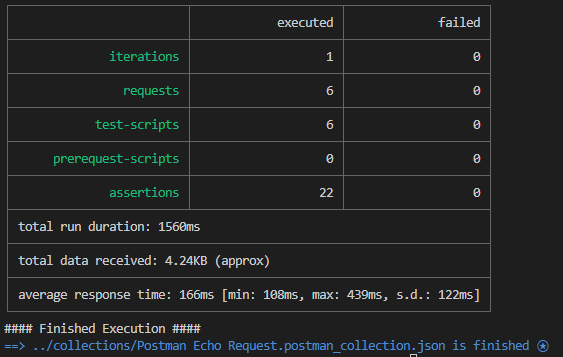 executed failed
iterations 1 0
requests 6 0
test-scripts 6 0
prerequest-scripts 0 0
assertions 22 0
total run duration: 1560ms
total data received: 4.24KB (approx)
average response time: 166ms [min: 108ms, max: 439ms, s.d.: 122ms]
#### Finished Execution ####
==> ../collections/Postman Echo Request.postman_collection.json is finished ⍟